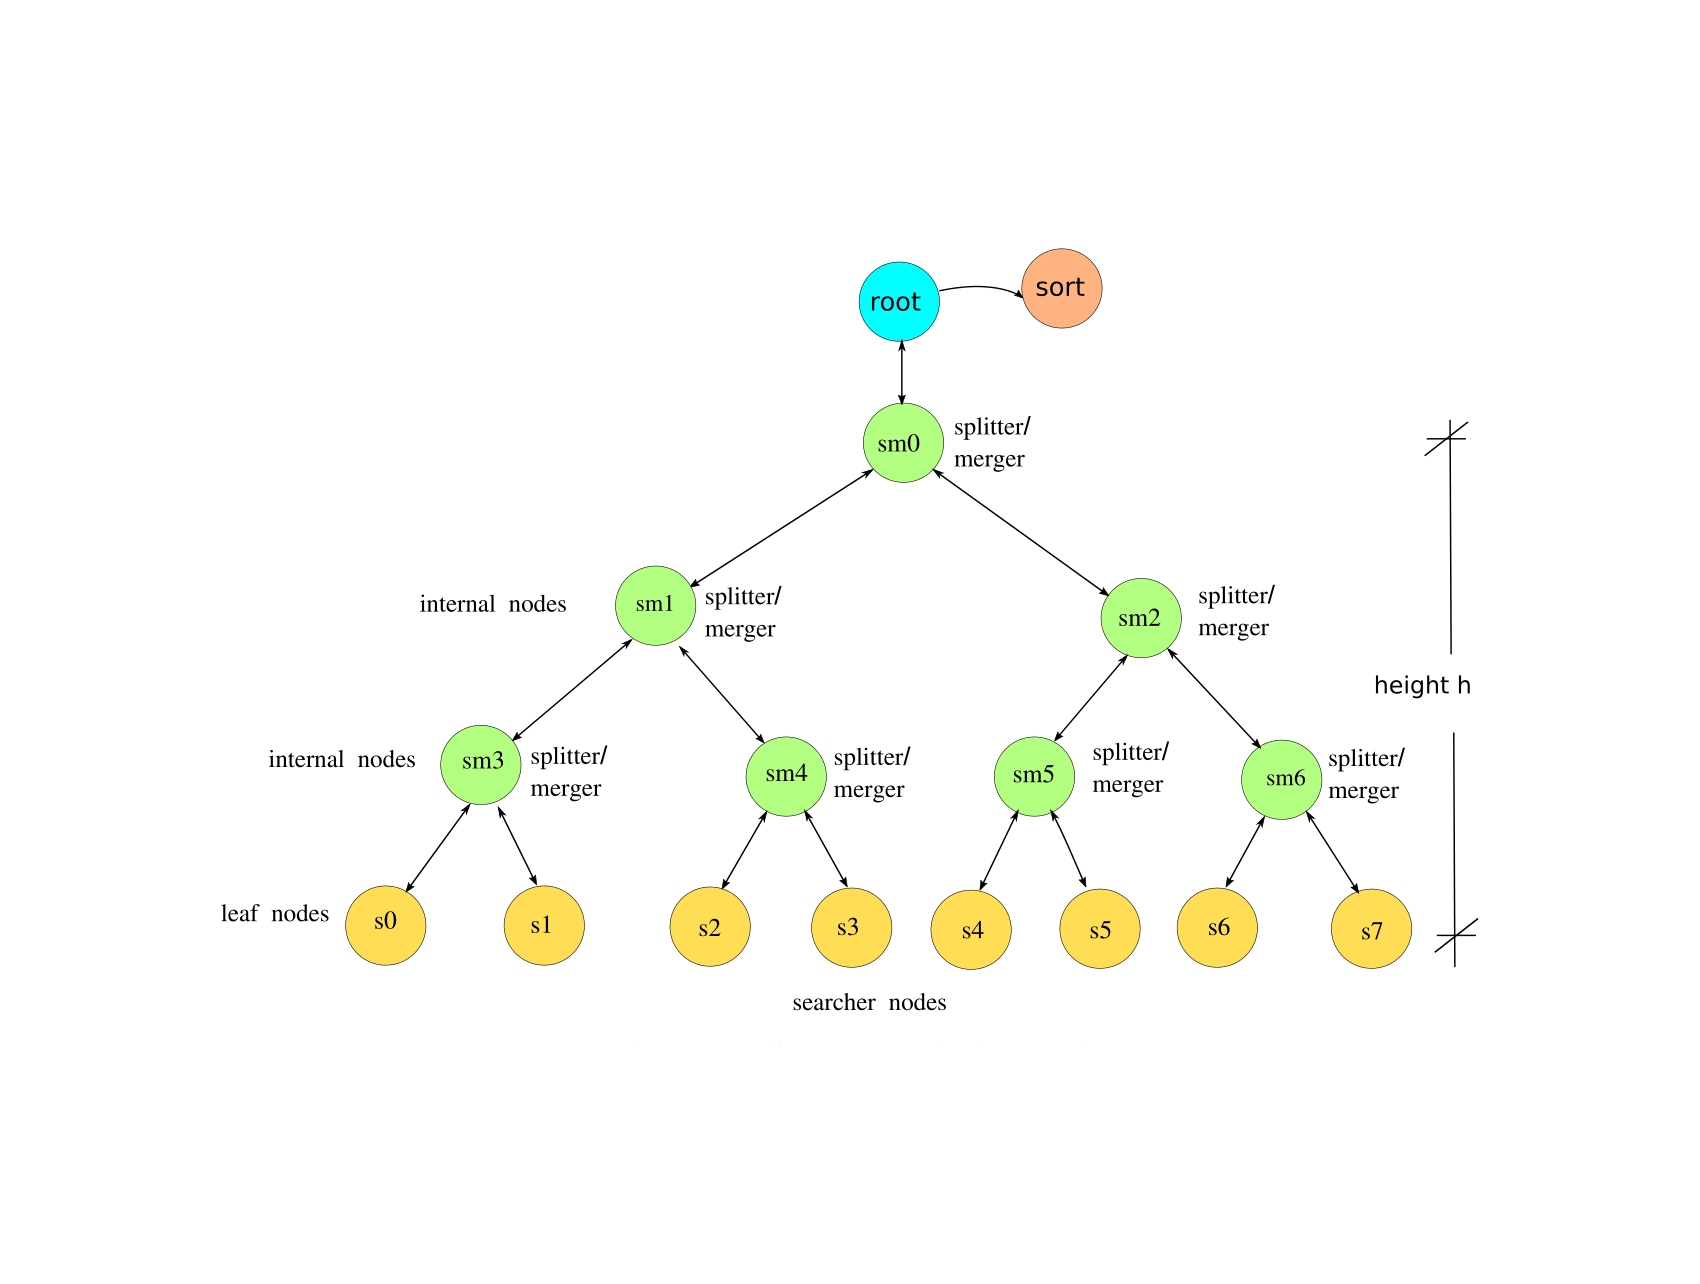 root
sort
sm0
splitter/
merger
internal nodes
sm1
splitter/
merger
sm2
splitter/
merger
height h
internal nodes
sm3
splitter/
merger
sm4
splitter/
merger
sm5
splitter/
merger
sm6
splitter/
merger
leaf nodes
s0
s1
s2
s3
s4
s5
s6
s7
searcher nodes